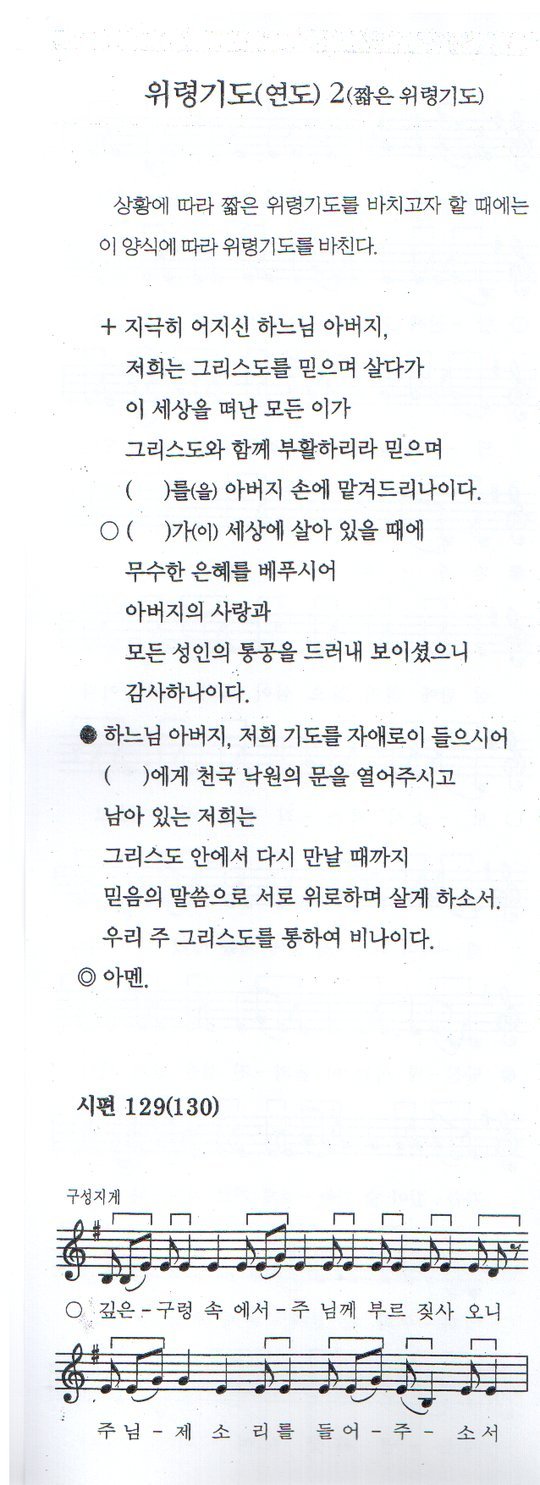 위령기도(연도) 2(짧은 위령기도)
상황에 따라 짧은 위령기도를 바치고자 할 때에는
이 양식에 따라 위령기도를 바친다.
+ 지극히 어지신 하느님 아버지,
저희는 그리스도를 믿으며 살다가
이 세상을 떠난 모든 이가
그리스도와 함께 부활하리라 믿으며
(    )를(을) 아버지 손에 맡겨드리나이다.
○ (    )가(이) 세상에 살아 있을 때에
무수한 은혜를 베푸시어
아버지의 사랑과
모든 성인의 통공을 드러내 보이셨으니
감사하나이다.
● 하느님 아버지, 저희 기도를 자애로이 들으시어
(    )에게 천국 낙원의 문을 열어주시고
남아 있는 저희는
그리스도 안에서 다시 만날 때까지
믿음의 말씀으로 서로 위로하며 살게 하소서.
우리 주 그리스도를 통하여 비나이다.
◎ 아멘.
시편 129(130)
구성지게
○ 깊은 - 구렁 속 에서 - 주 님께 부르 짖사 오니
주 님 - 제 소 리를 들어 - 주 - 소서